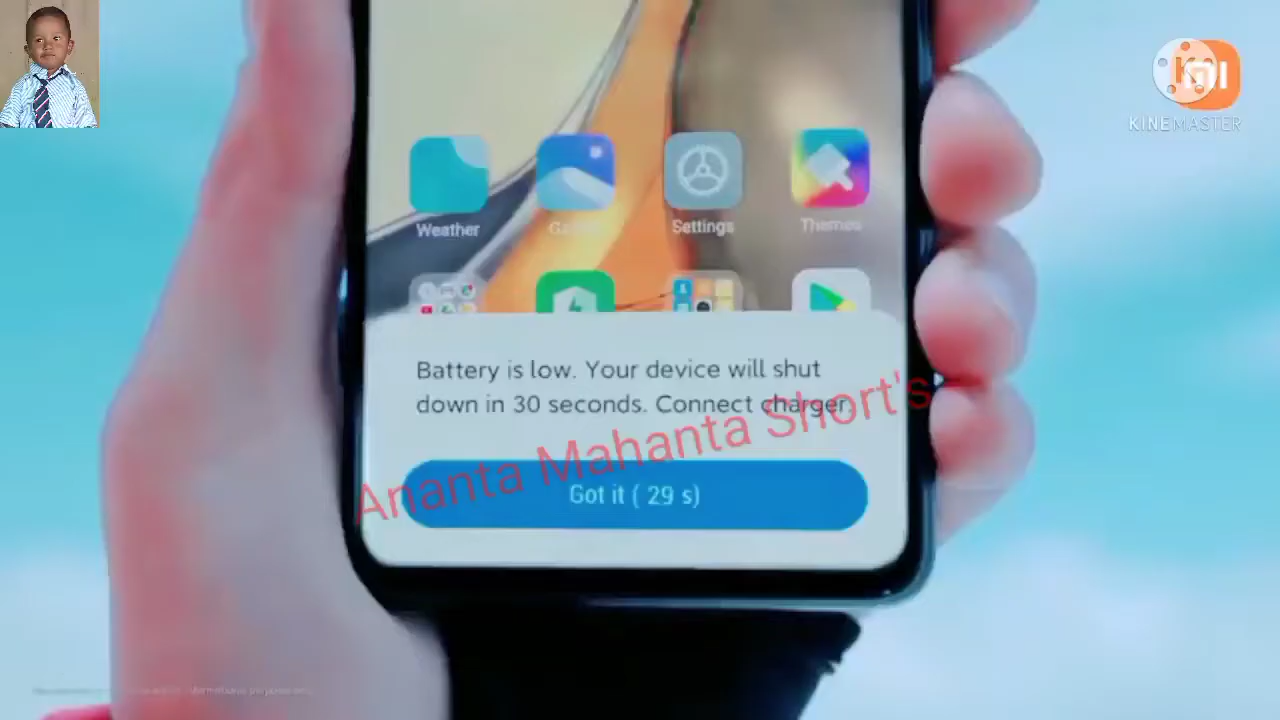 KINEMASTER
Weather
Settings
Themes
Battery is low. Your device will shut
down in 30 seconds. Connect charger.
Ananta Mahanta Short's
Got it ( 29 s)